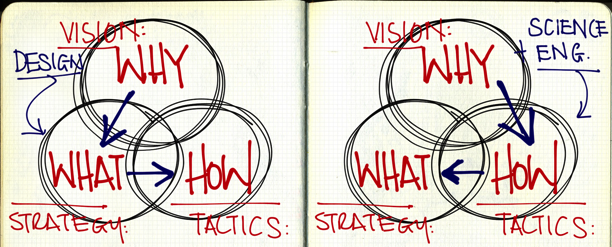 VISION:
WHY
DESIGN
WHAT
HOW
STRATEGY:
TACTICS:
VISION:
WHY
+ SCIENCE
ENG.
WHAT
HOW
STRATEGY:
TACTICS: